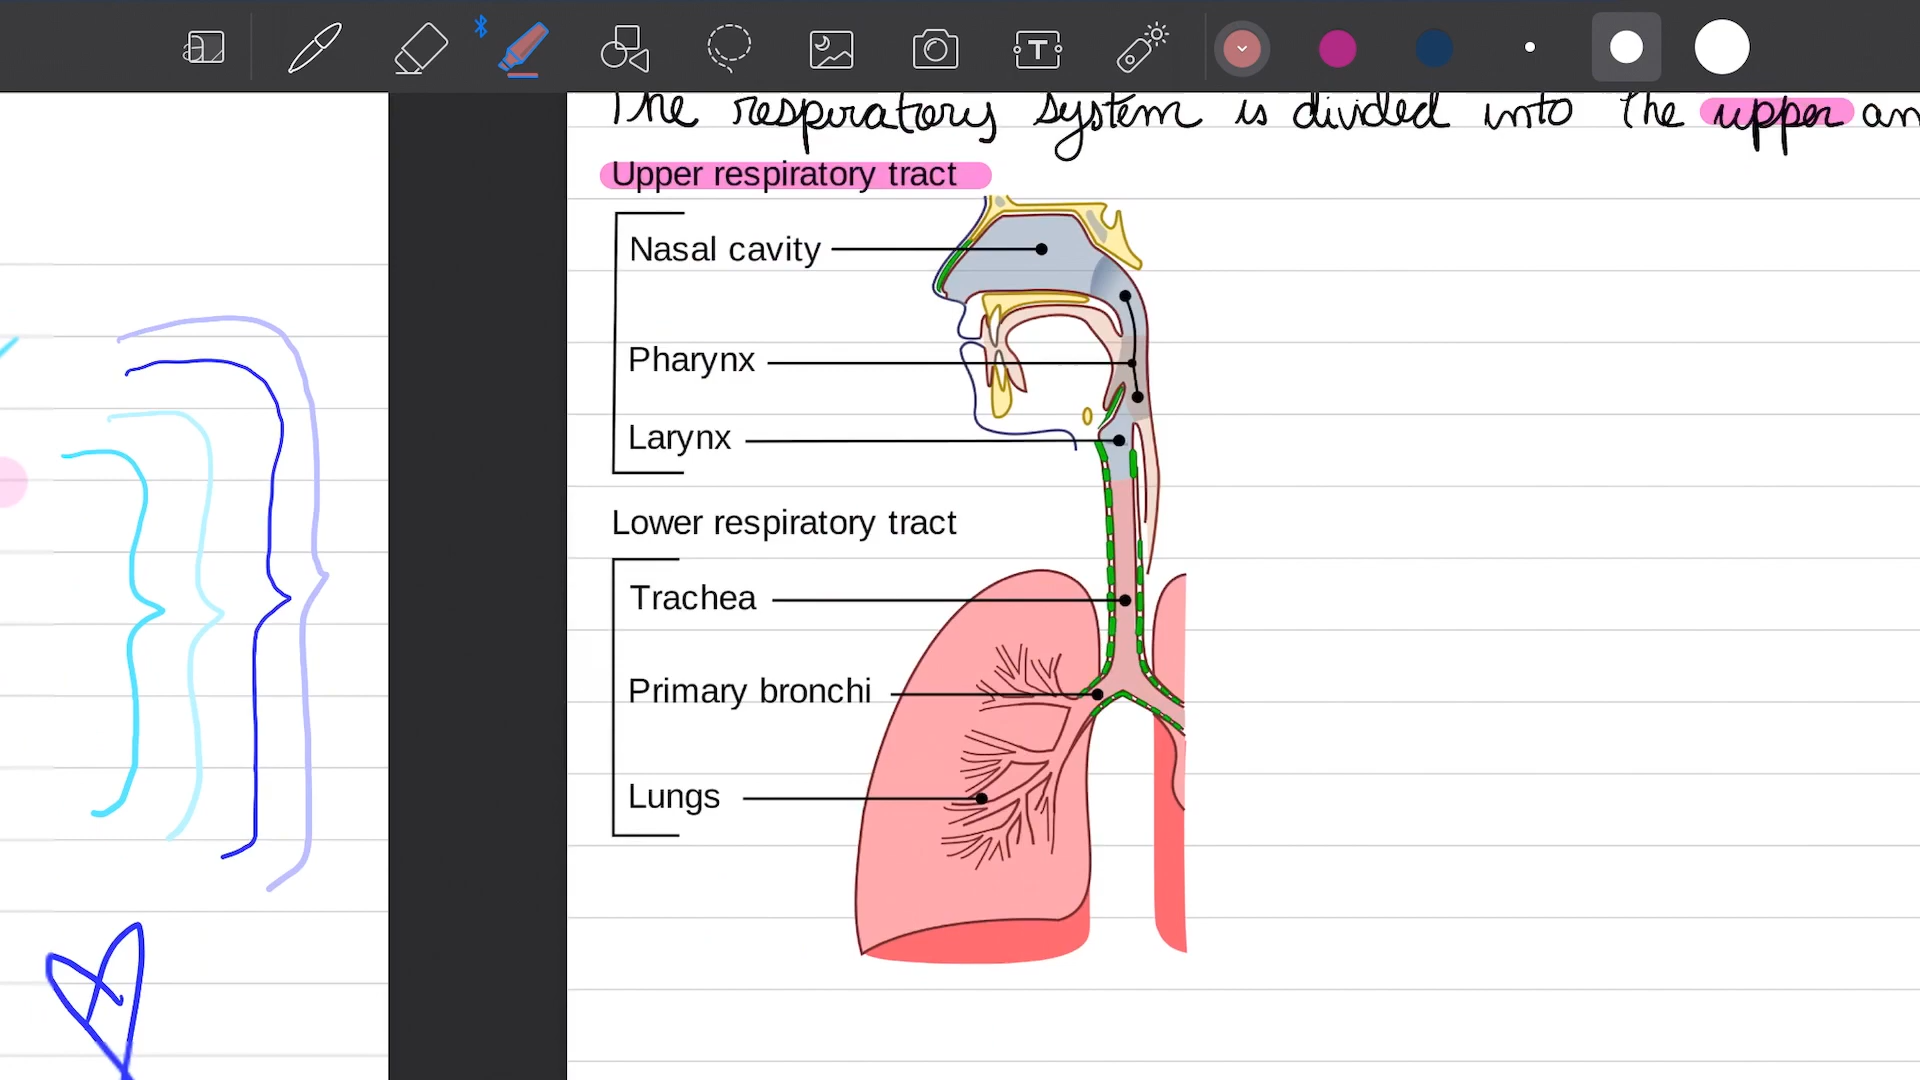 The respiratory system is divided into the upper an
Upper respiratory tract
Nasal cavity
Pharynx
Larynx
Lower respiratory tract
Trachea
Primary bronchi
Lungs